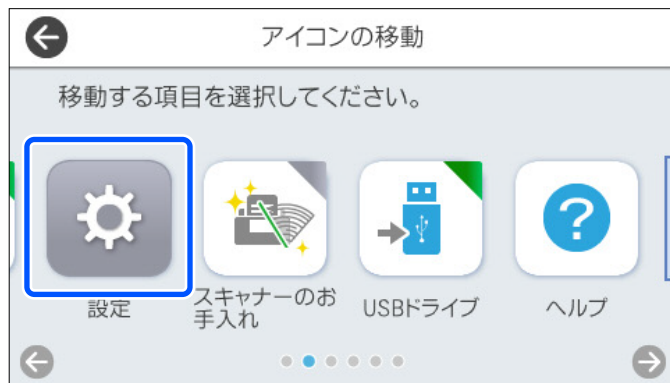 アイコンの移動
移動する項目を選択してください。
設定
スキャナーのお
手入れ
USBドライブ
ヘルプ